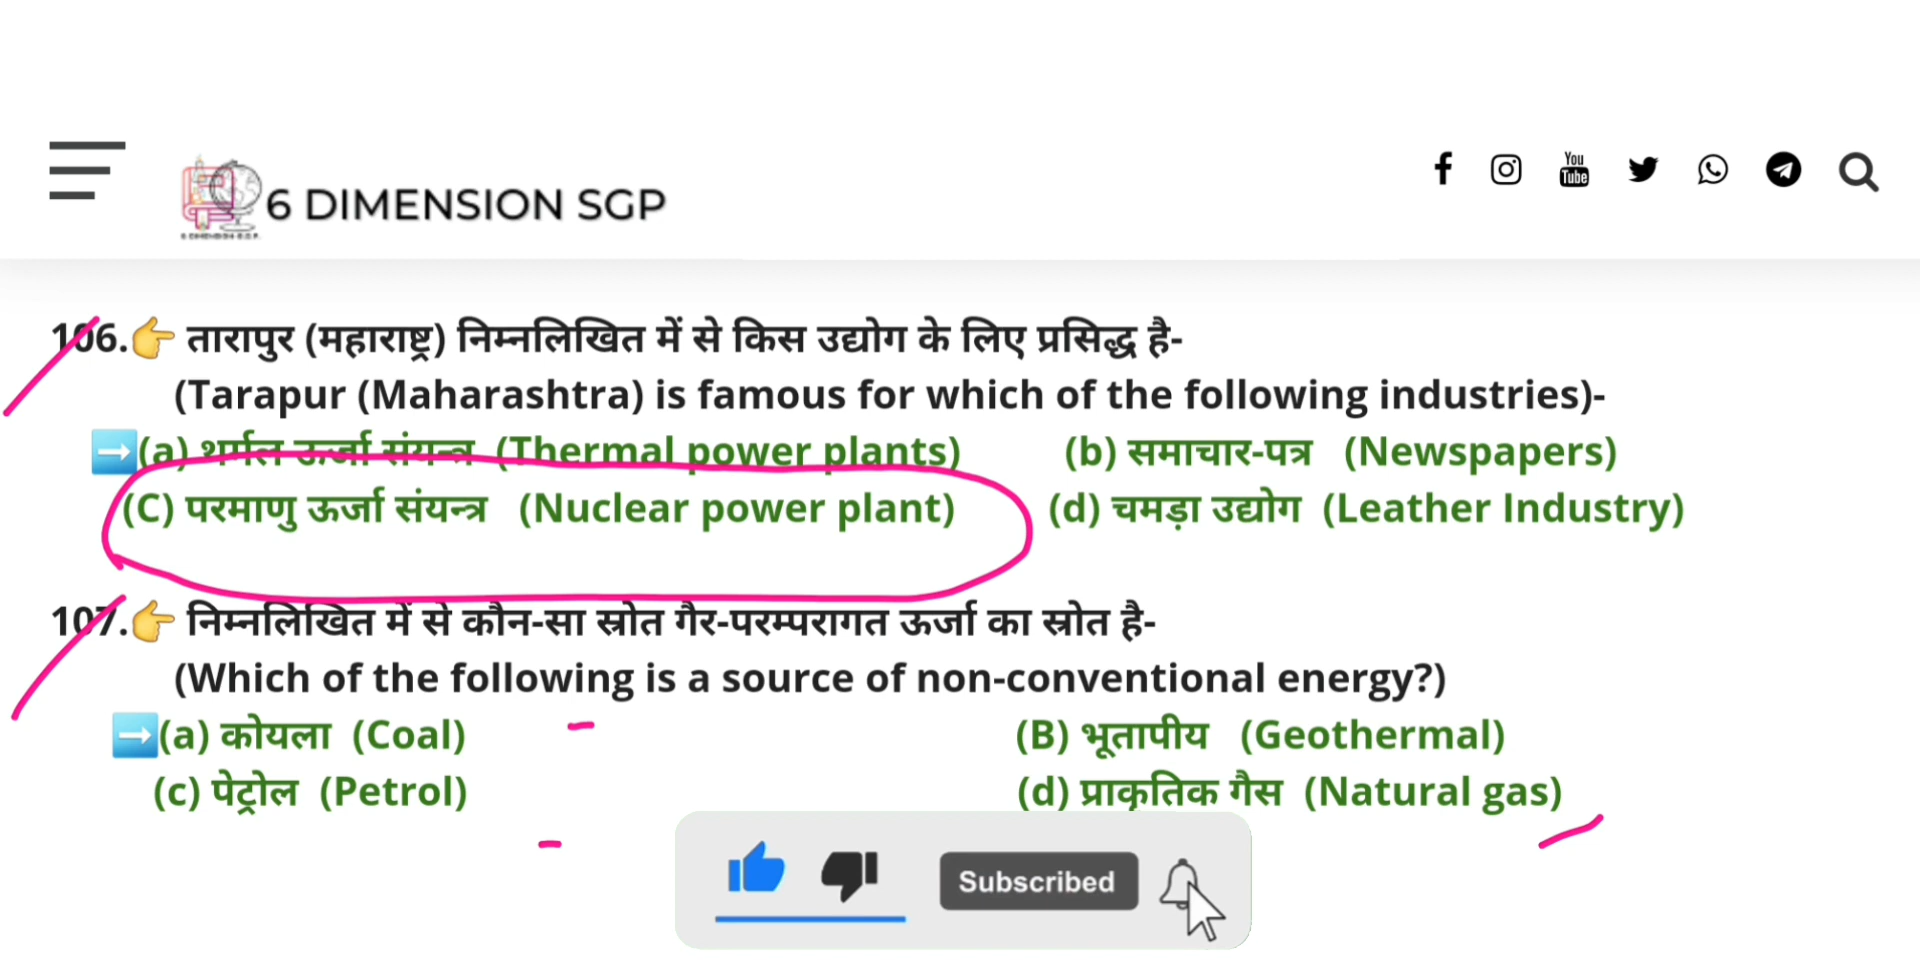 6 DIMENSION SGP
You
Tube
106.👉 तारापुर (महाराष्ट्र) निम्नलिखित में से किस उद्योग के लिए प्रसिद्ध है-
(Tarapur (Maharashtra) is famous for which of the following industries)-
➡️(a) थर्मल ऊर्जा संयन्त्र (Thermal power plants) (b) समाचार-पत्र (Newspapers)
(C) परमाणु ऊर्जा संयन्त्र (Nuclear power plant) (d) चमड़ा उद्योग (Leather Industry)
107.👉 निम्नलिखित में से कौन-सा स्रोत गैर-परम्परागत ऊर्जा का स्रोत है-
(Which of the following is a source of non-conventional energy?)
➡️(a) कोयला (Coal) (B) भूतापीय (Geothermal)
(c) पेट्रोल (Petrol) (d) प्राकृतिक गैस (Natural gas)
Subscribed